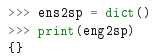 >>> ens2sp = dict()
>>> print(eng2sp)
{}